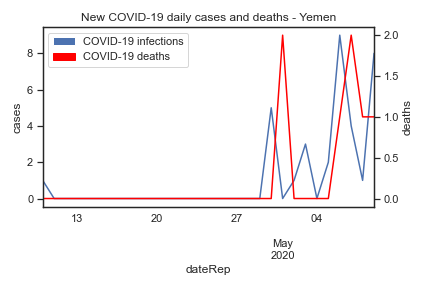 New COVID-19 daily cases and deaths - Yemen
COVID-19 infections
COVID-19 deaths
cases
8
6
4
2
0
2.0
1.5
1.0
0.5
0.0
deaths
13 20 27 04
May
2020
dateRep